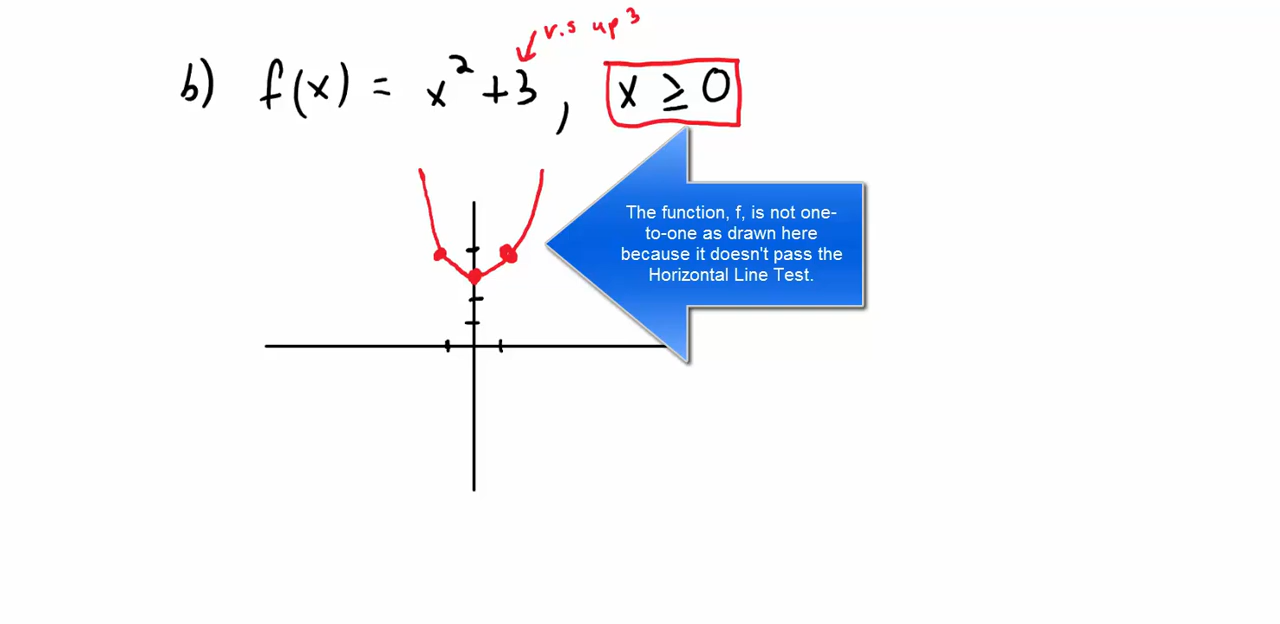 v.s up 3
b) f(x) = x² + 3, x ≥ 0
The function, f, is not one-
to-one as drawn here
because it doesn't pass the
Horizontal Line Test.